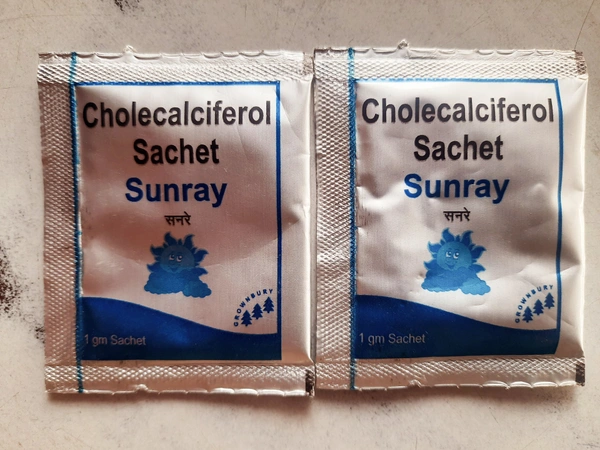 Cholecalciferol
Sachet
Sunray
सनरे
GROWNBURY
1 gm Sachet
Cholecalciferol
Sachet
Sunray
सनरे
GROWNBURY
1 gm Sachet